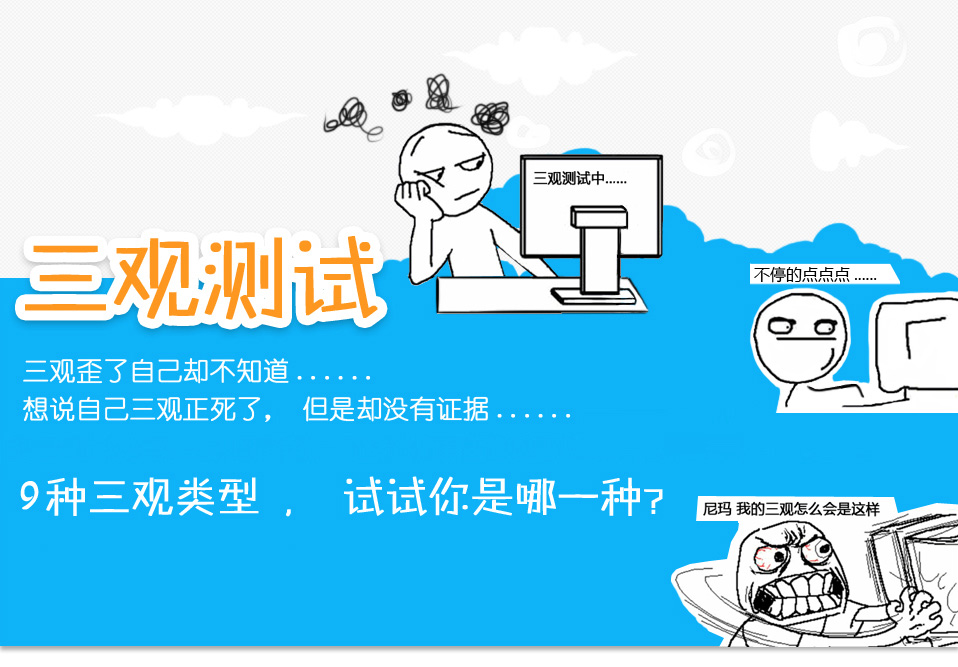 三观测试中......
三观测试
不停的点点点 ......
三观歪了自己却不知道......
想说自己三观正死了， 但是却没有证据......
9种三观类型 ， 试试你是哪一种?
尼玛 我的三观怎么会是这样